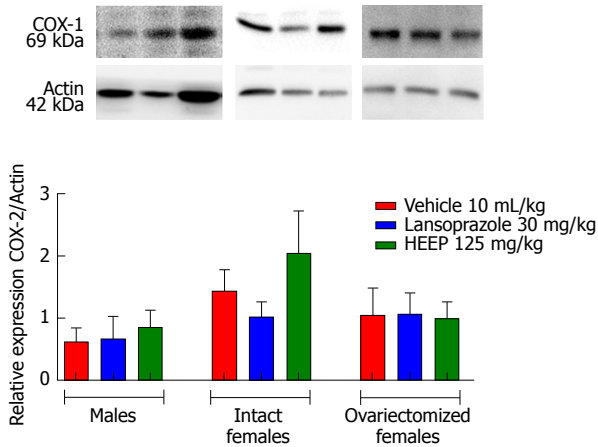 COX-1
69 kDa
Actin
42 kDa
Relative expression COX-2/Actin
3
2
1
0
Vehicle 10 mL/kg
Lansoprazole 30 mg/kg
HEEP 125 mg/kg
Males
Intact
females
Ovariectomized
females